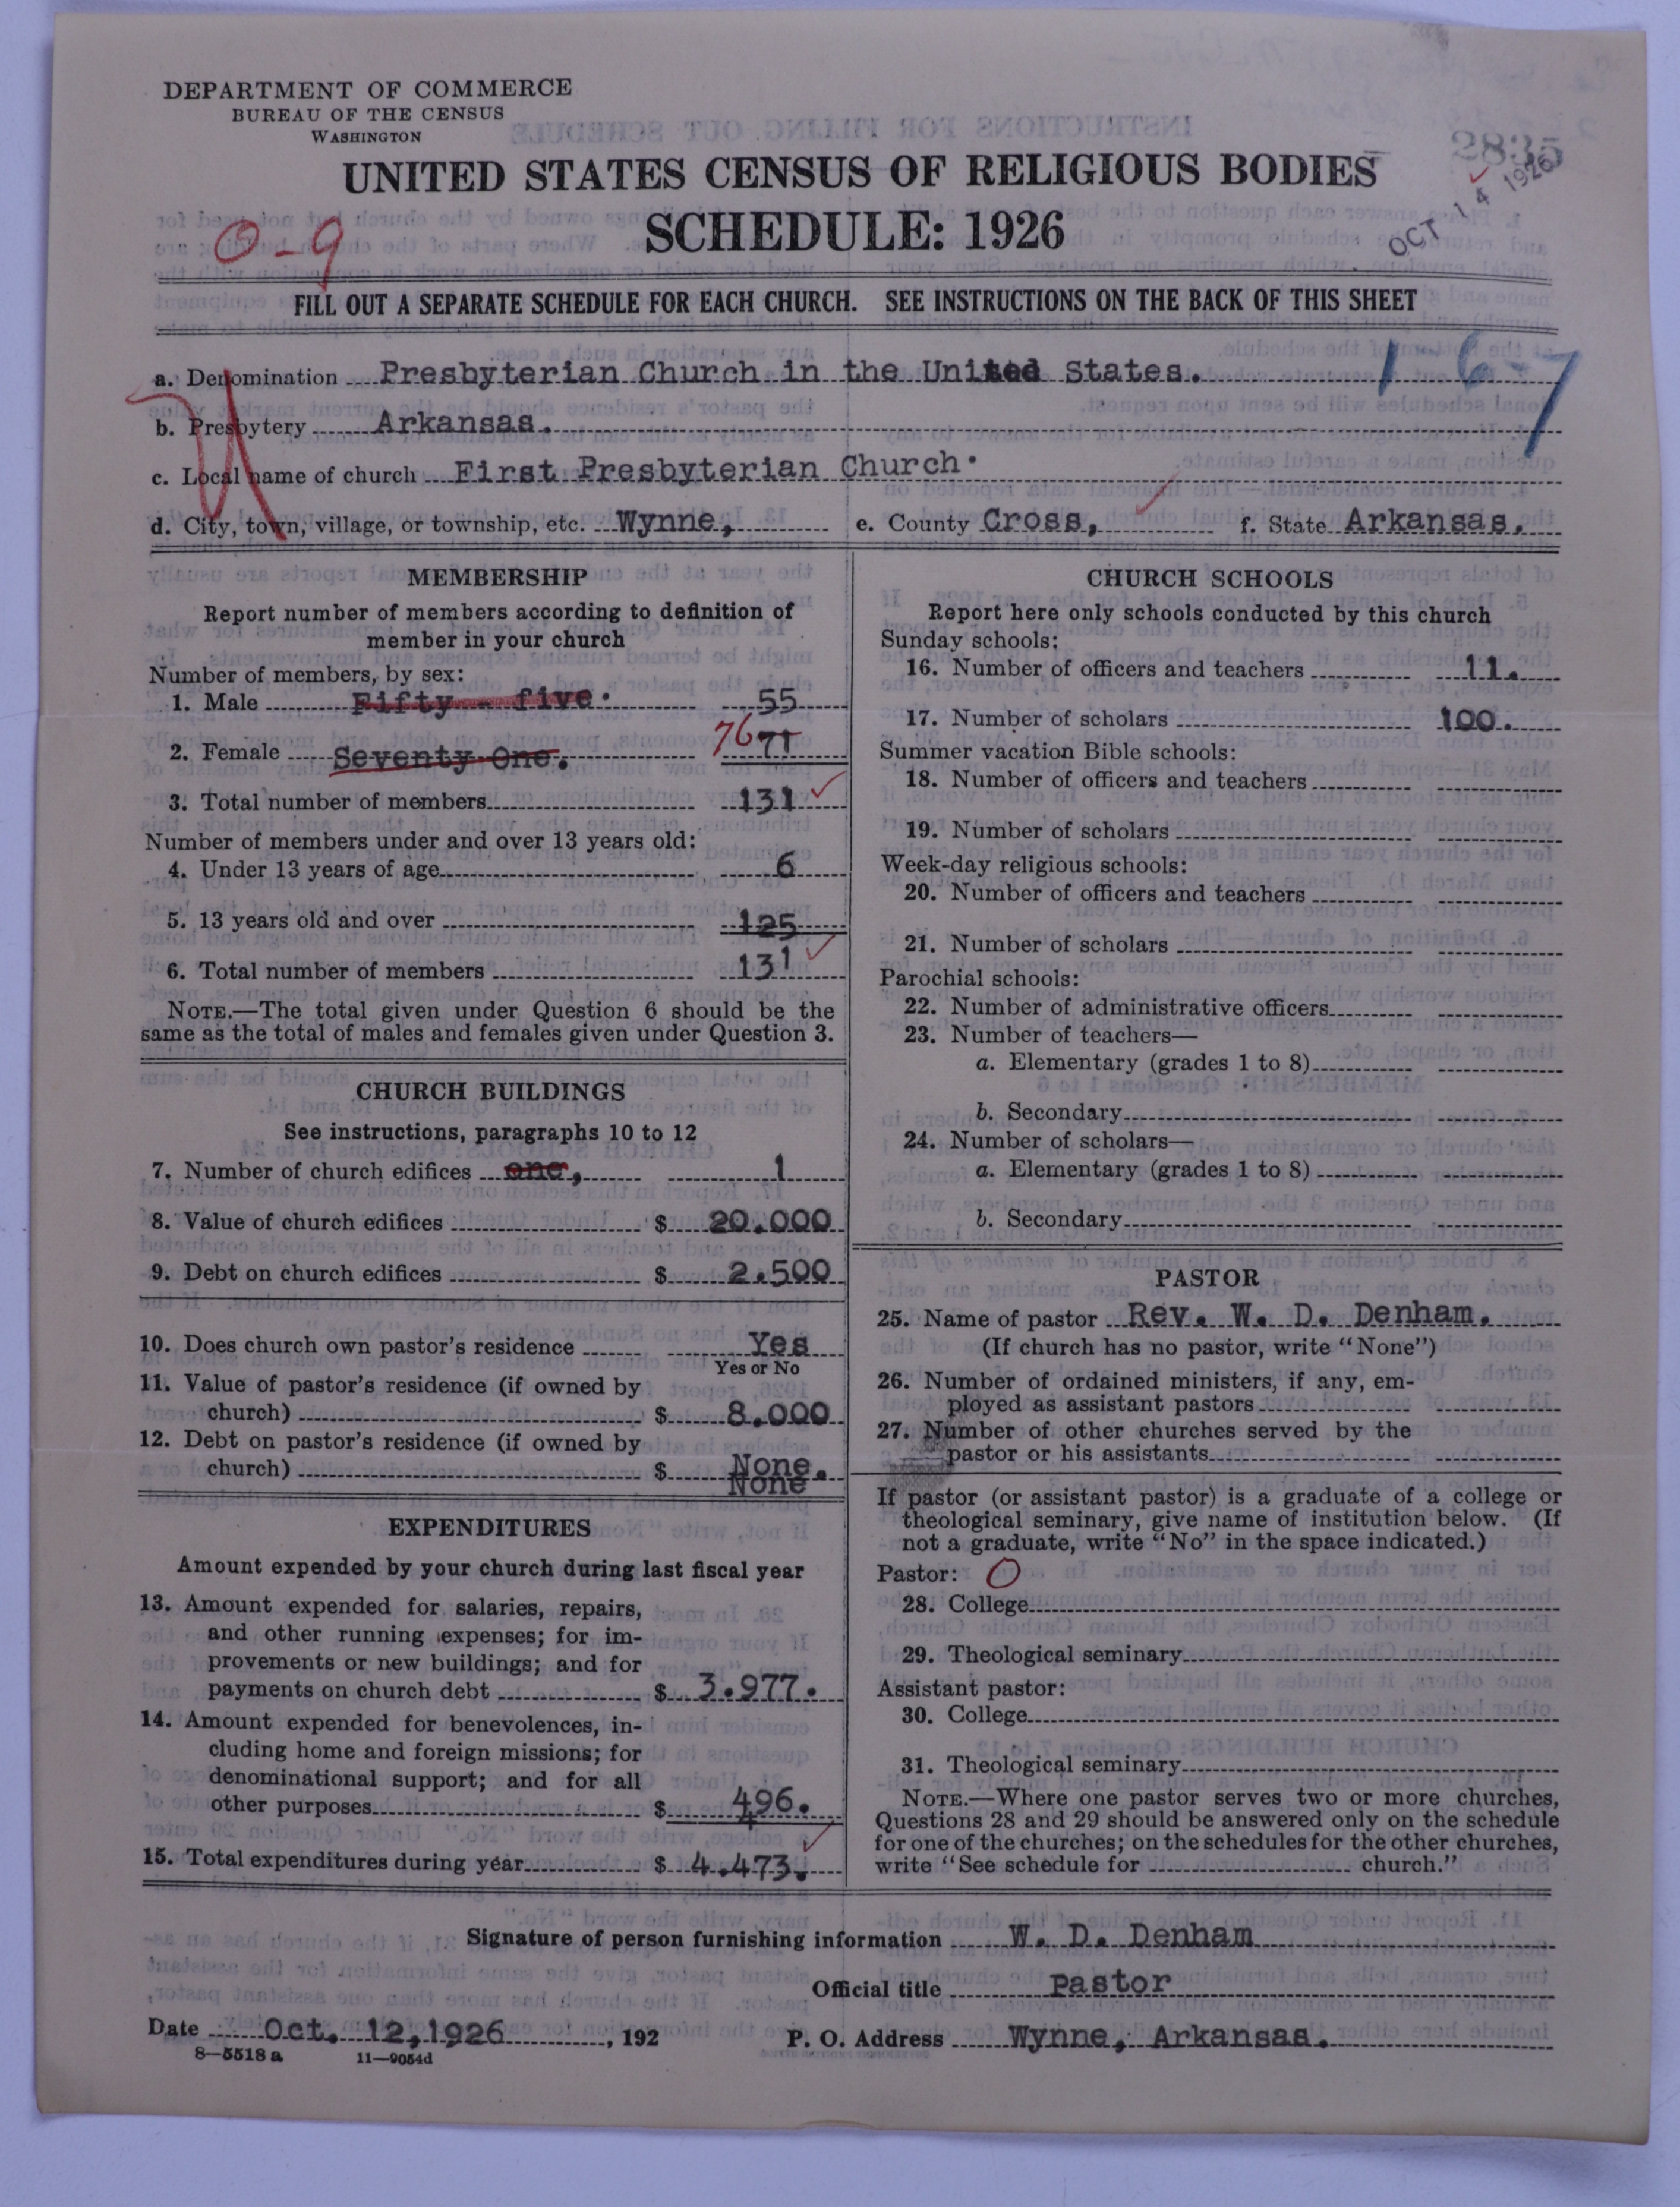 DEPARTMENT OF COMMERCE
BUREAU OF THE CENSUS
WASHINGTON
UNITED STATES CENSUS OF RELIGIOUS BODIES
SCHEDULE: 1926
2835
OCT 14 1926
0-9
FILL OUT A SEPARATE SCHEDULE FOR EACH CHURCH. SEE INSTRUCTIONS ON THE BACK OF THIS SHEET
a. Denomination Presbyterian Church in the United States.
16-7
b. Presbytery Arkansas.
c. Local name of church First Presbyterian Church.
d. City, town, village, or township, etc. Wynne, e. County Cross, f. State Arkansas.
MEMBERSHIP
Report number of members according to definition of
member in your church
Number of members, by sex:
1. Male Fifty - five. 55
2. Female Seventy One. 76 71
3. Total number of members 131
Number of members under and over 13 years old:
4. Under 13 years of age 6
5. 13 years old and over 125
6. Total number of members 131
NOTE.—The total given under Question 6 should be the
same as the total of males and females given under Question 3.
CHURCH BUILDINGS
See instructions, paragraphs 10 to 12
7. Number of church edifices one, 1
8. Value of church edifices $ 20.000
9. Debt on church edifices $ 2.500
10. Does church own pastor's residence Yes
Yes or No
11. Value of pastor's residence (if owned by
church) $ 8.000
12. Debt on pastor's residence (if owned by
church) $ None.
None
EXPENDITURES
Amount expended by your church during last fiscal year
13. Amount expended for salaries, repairs,
and other running expenses; for im-
provements or new buildings; and for
payments on church debt $ 3.977.
14. Amount expended for benevolences, in-
cluding home and foreign missions; for
denominational support; and for all
other purposes $ 496.
15. Total expenditures during year $ 4.473.
CHURCH SCHOOLS
Report here only schools conducted by this church
Sunday schools:
16. Number of officers and teachers 11.
17. Number of scholars 100.
Summer vacation Bible schools:
18. Number of officers and teachers
19. Number of scholars
Week-day religious schools:
20. Number of officers and teachers
21. Number of scholars
Parochial schools:
22. Number of administrative officers
23. Number of teachers—
a. Elementary (grades 1 to 8)
b. Secondary
24. Number of scholars—
a. Elementary (grades 1 to 8)
b. Secondary
PASTOR
25. Name of pastor Rev. W. D. Denham.
(If church has no pastor, write "None")
26. Number of ordained ministers, if any, em-
ployed as assistant pastors
27. Number of other churches served by the
pastor or his assistants
If pastor (or assistant pastor) is a graduate of a college or
theological seminary, give name of institution below. (If
not a graduate, write "No" in the space indicated.)
Pastor: O
28. College
29. Theological seminary
Assistant pastor:
30. College
31. Theological seminary
NOTE.—Where one pastor serves two or more churches,
Questions 28 and 29 should be answered only on the schedule
for one of the churches; on the schedules for the other churches,
write "See schedule for church."
Signature of person furnishing information W. D. Denham
Official title pastor
Date Oct. 12, 1926, 192 P. O. Address Wynne, Arkansas.
8—5518 a 11—9054d